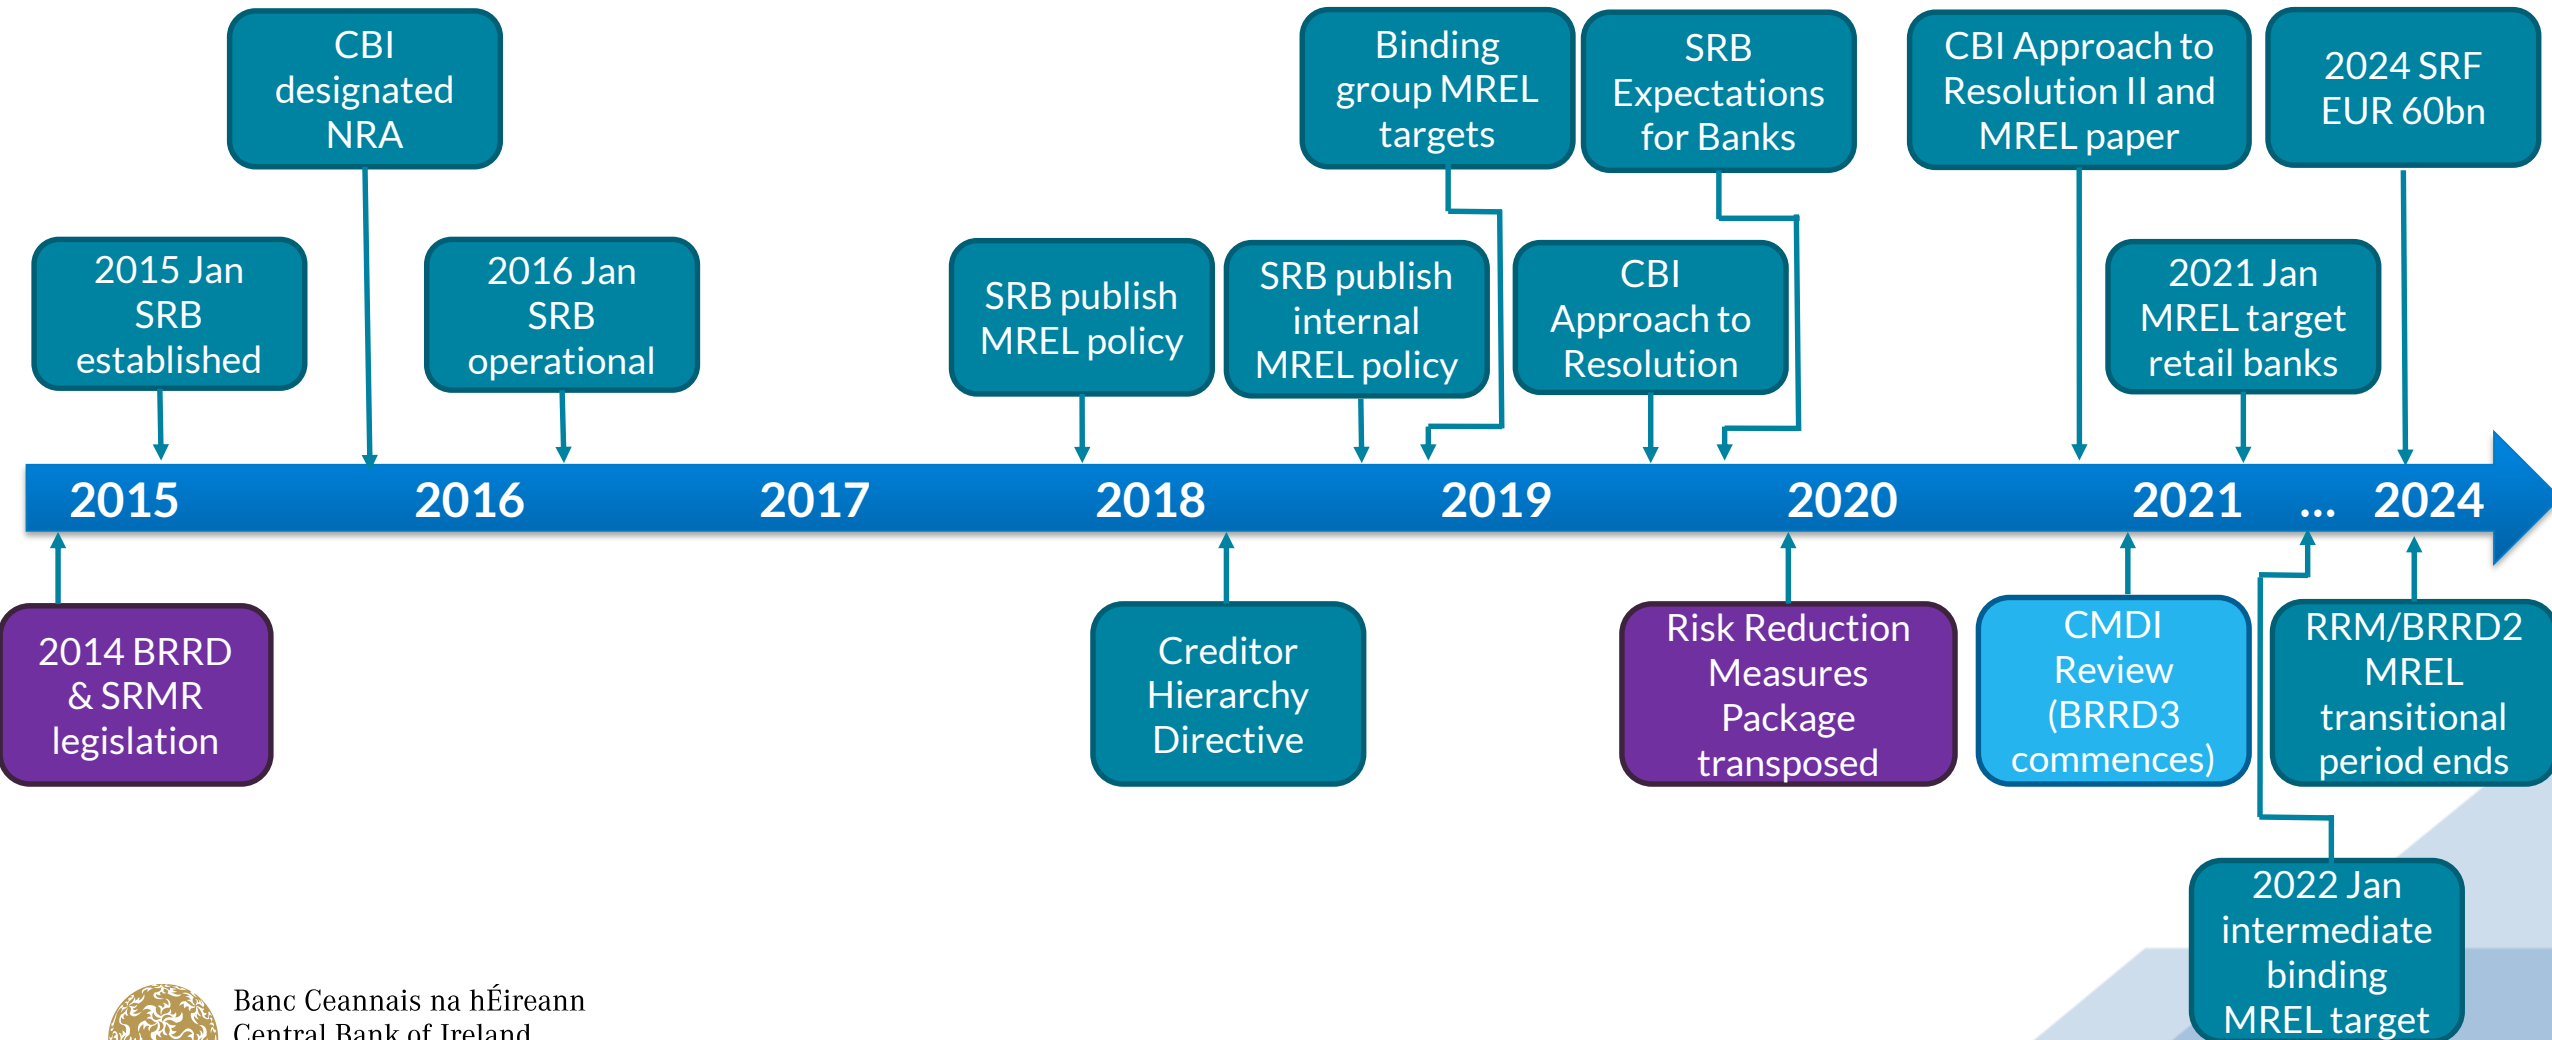 CBI
designated
NRA
Binding
group MREL
targets
SRB
Expectations
for Banks
CBI Approach to
Resolution II and
MREL paper
2024 SRF
EUR 60bn
2015 Jan
SRB
established
2016 Jan
SRB
operational
SRB publish
MREL policy
SRB publish
internal
MREL policy
CBI
Approach to
Resolution
2021 Jan
MREL target
retail banks
2015 2016 2017 2018 2019 2020 2021 ... 2024
2014 BRRD
& SRMR
legislation
Creditor
Hierarchy
Directive
Risk Reduction
Measures
Package
transposed
CMDI
Review
(BRRD3
commences)
RRM/BRRD2
MREL
transitional
period ends
2022 Jan
intermediate
binding
MREL target
Banc Ceannais na hÉireann
Central Bank of Ireland